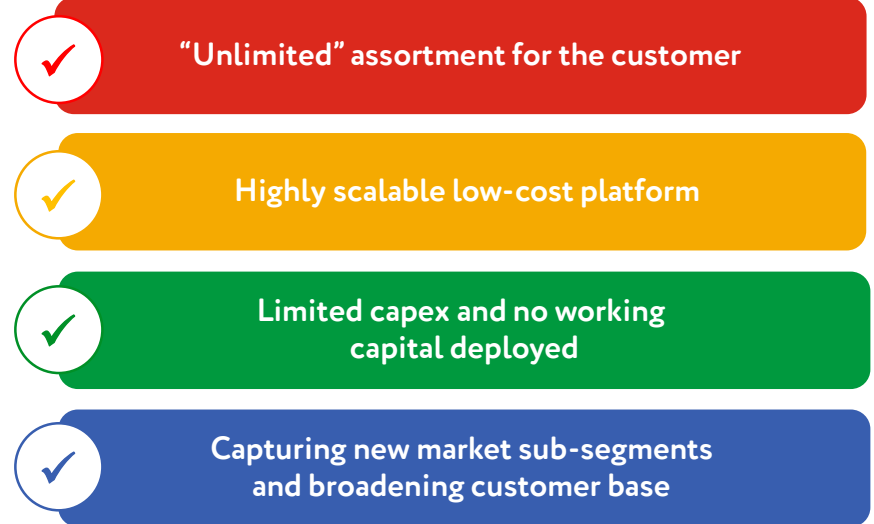 “Unlimited” assortment for the customer
Highly scalable low-cost platform
Limited capex and no working
capital deployed
Capturing new market sub-segments
and broadening customer base